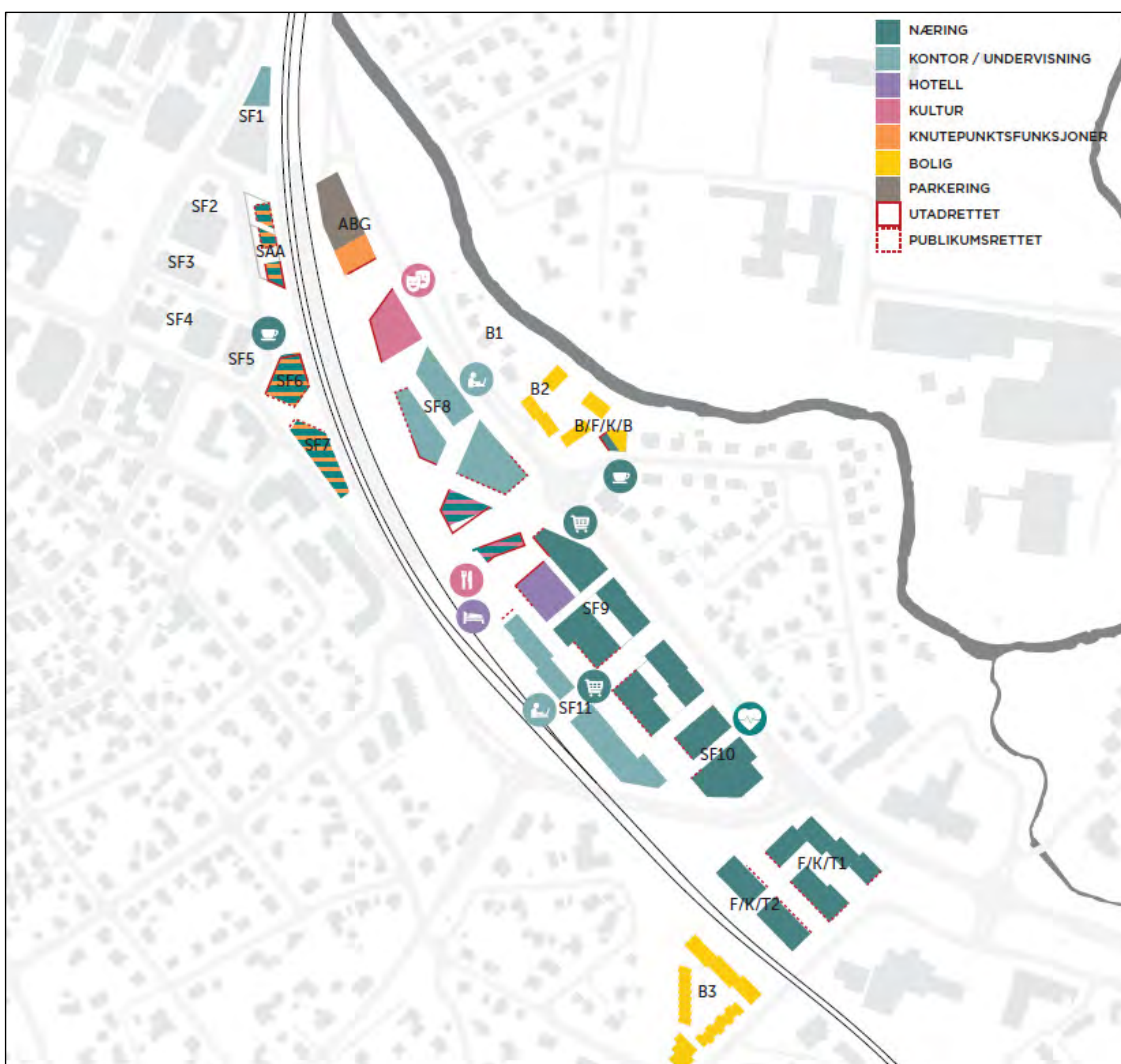 NÆRING
KONTOR / UNDERVISNING
HOTELL
KULTUR
KNUTEPUNKTSFUNKSJONER
BOLIG
PARKERING
UTADRETTET
PUBLIKUMSRETTET
SF1
SF2
ABG
SAA
SF3
SF4
B1
SF5
SF6
B2
SF8
B/F/K/B
SF7
SF9
SF11
SF10
F/K/T1
F/K/T2
B3